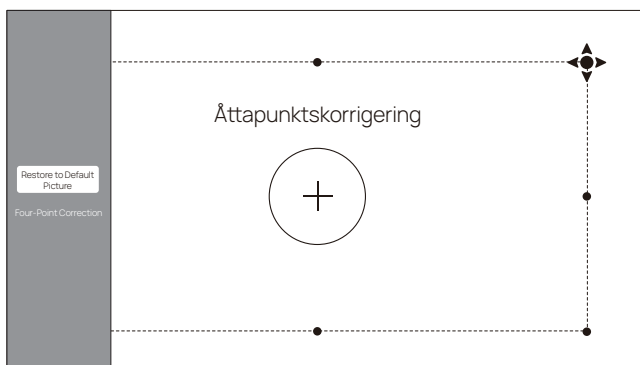 Åttapunktskorrigering
Restore to Default
Picture
Four-Point Correction